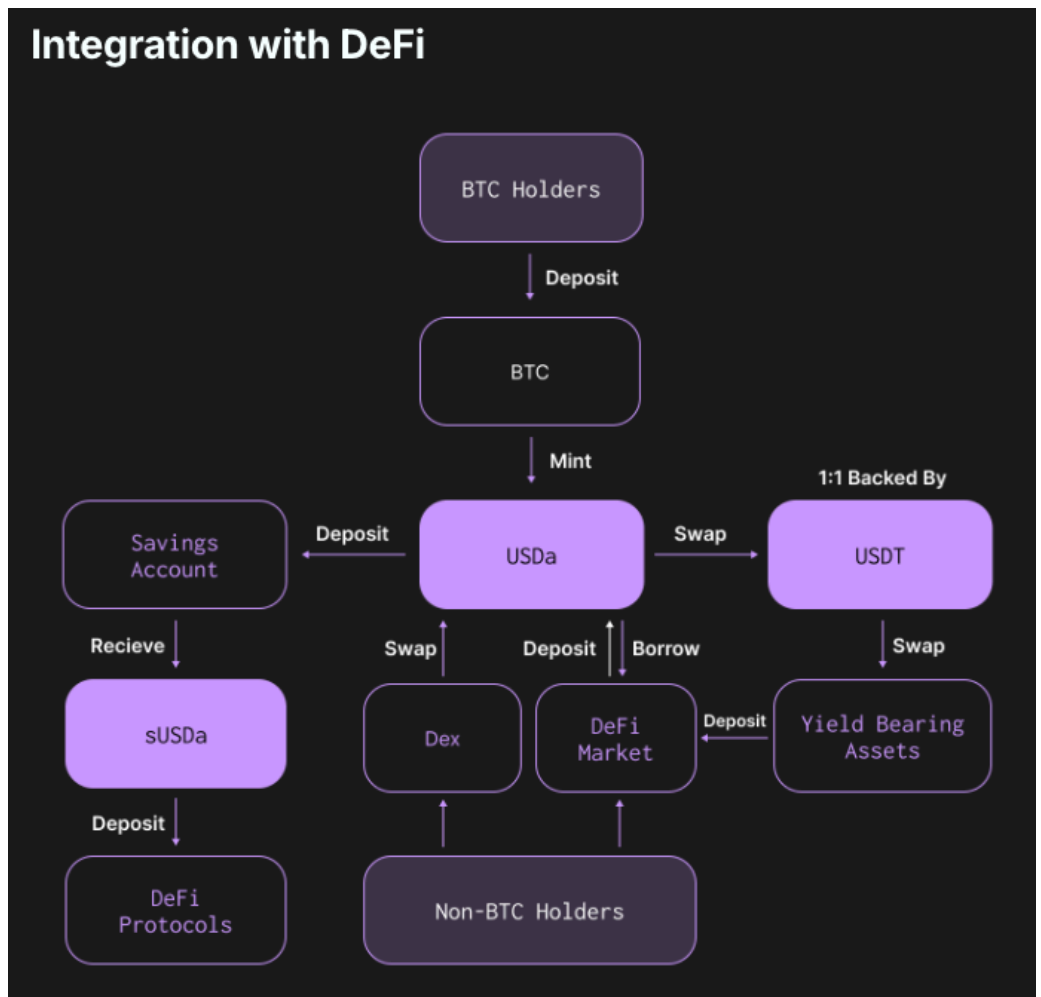 Integration with DeFi
BTC Holders
Deposit
BTC
Mint
1:1 Backed By
Savings
Account
Deposit
USDa
Swap
USDT
Recieve
Swap
Deposit
Borrow
Swap
sUSDa
Dex
DeFi
Market
Deposit
Yield Bearing
Assets
Deposit
DeFi
Protocols
Non-BTC Holders